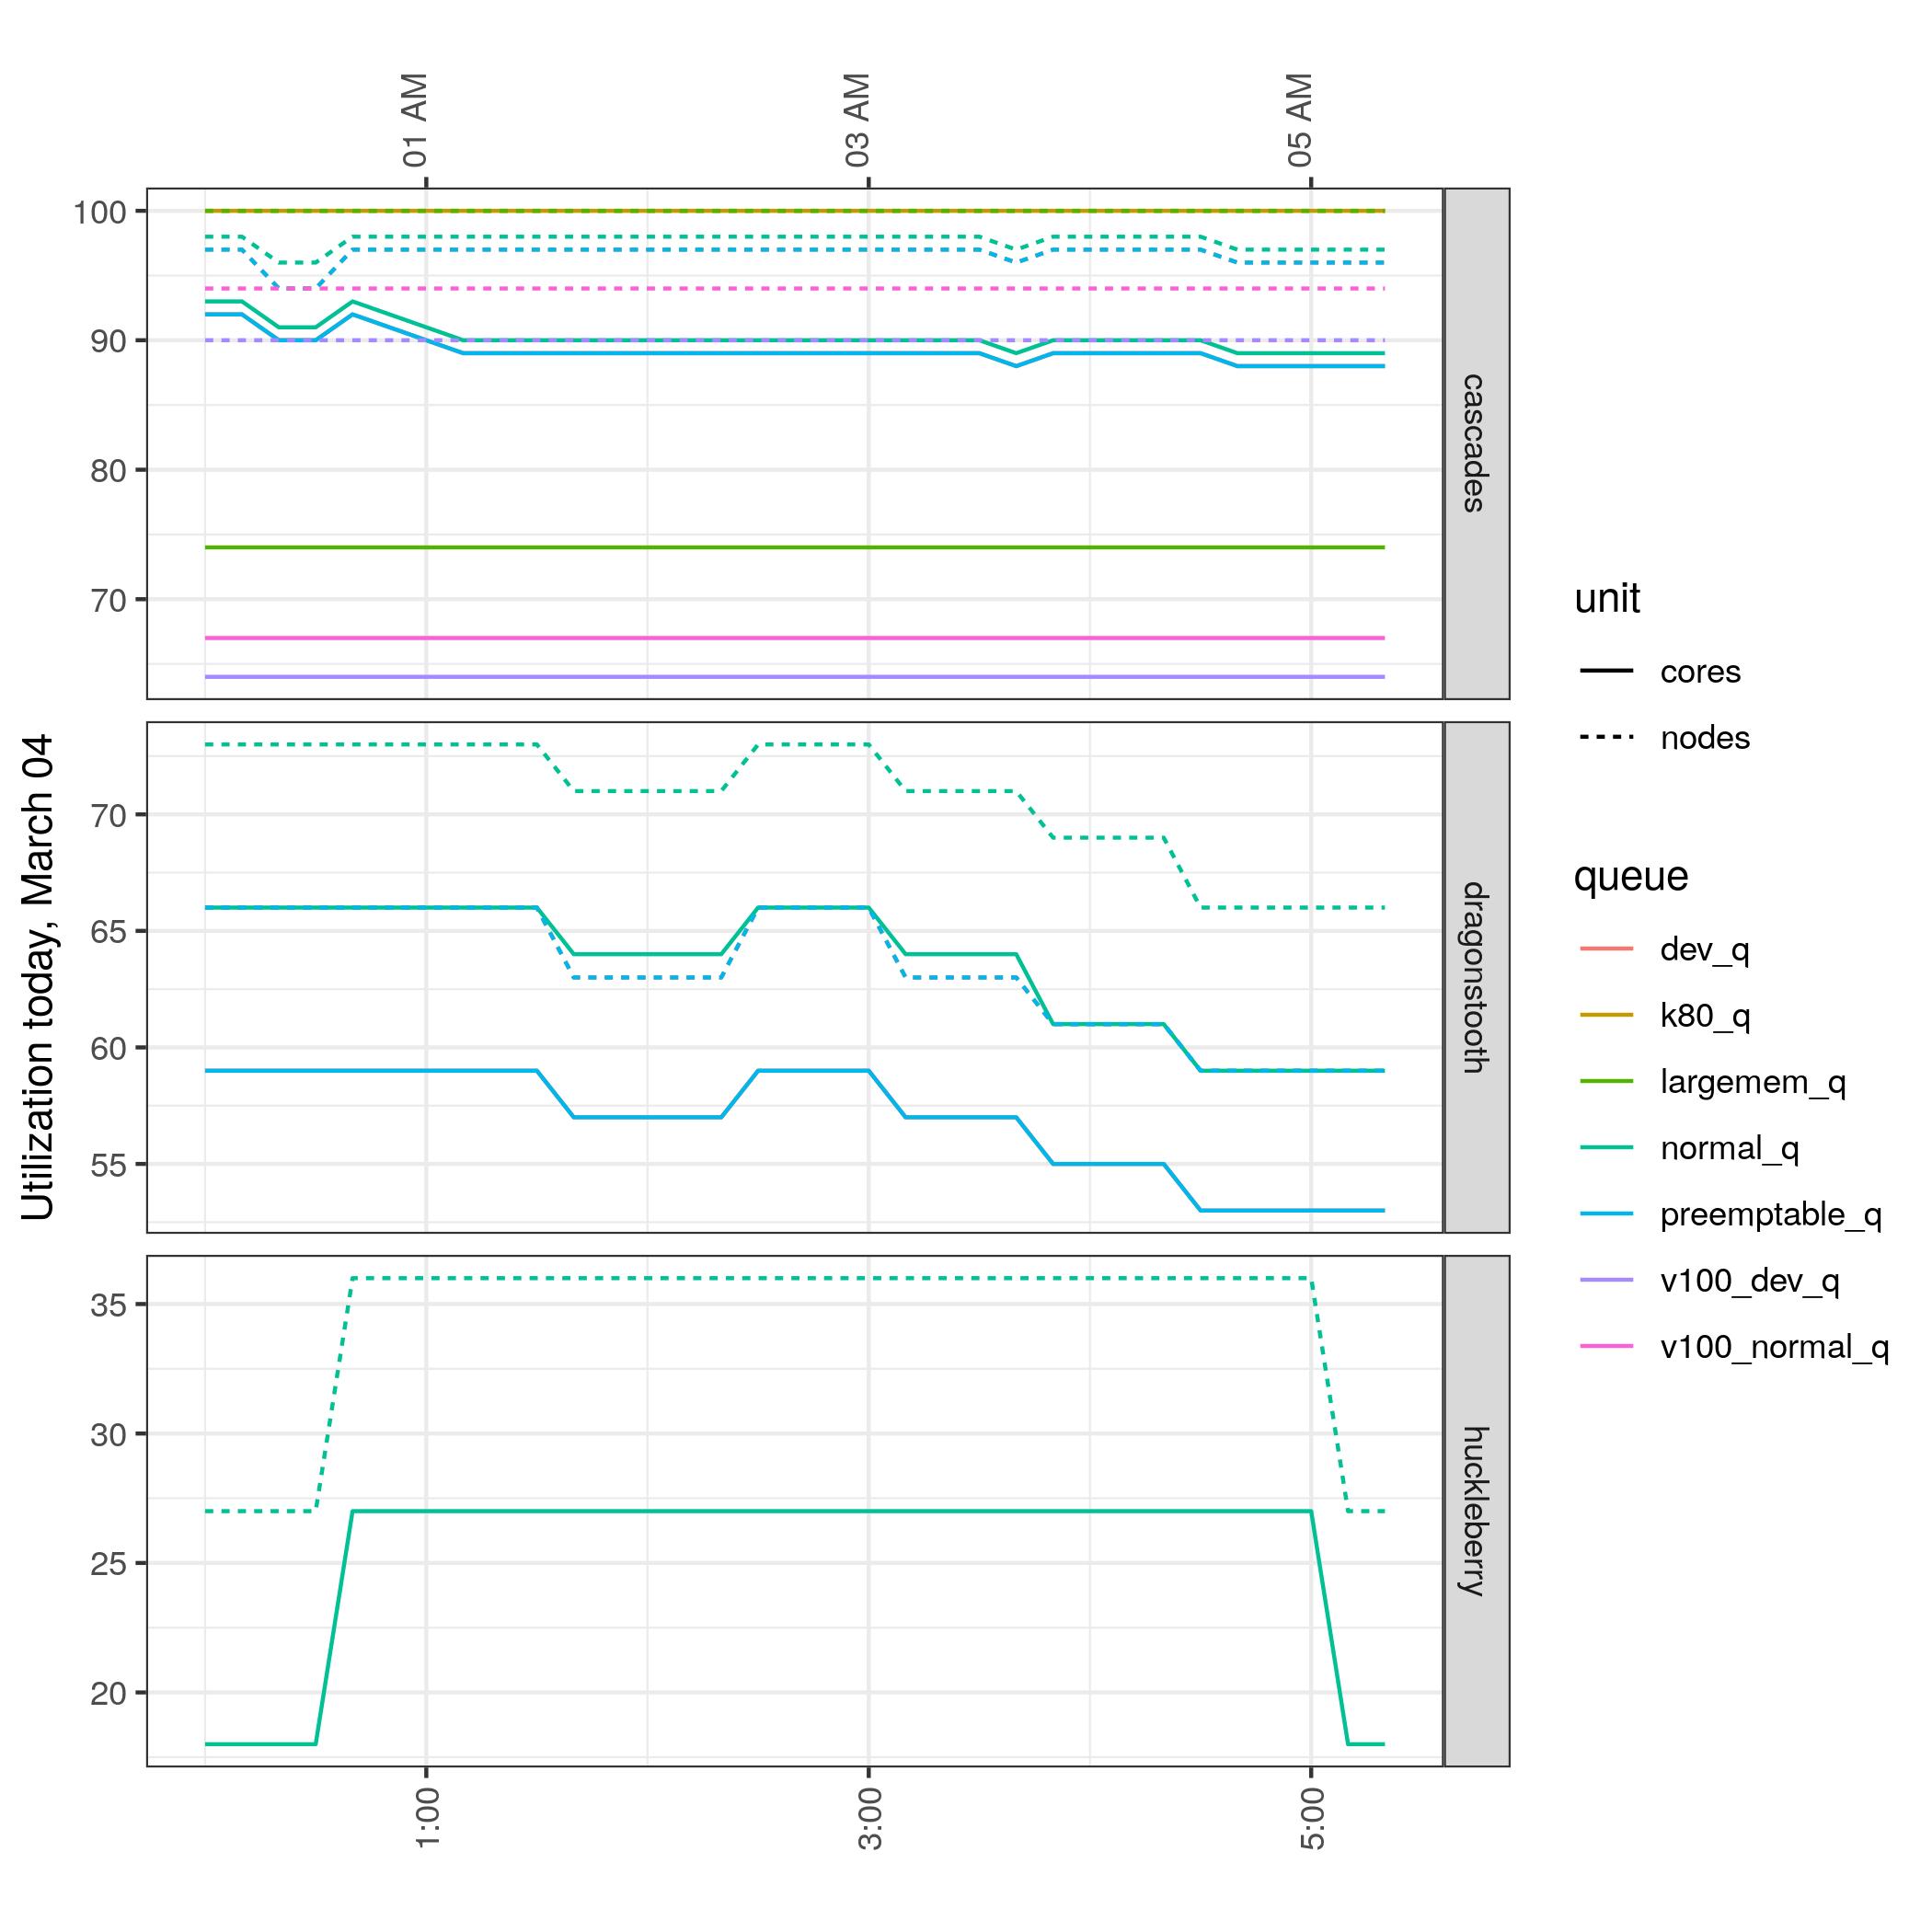 01 AM
03 AM
05 AM
100
90
80
70
cascades
Utilization today, March 04
70
65
60
55
dragonstooth
35
30
25
20
huckleberry
1:00
3:00
5:00
unit
cores
nodes
queue
dev_q
k80_q
largemem_q
normal_q
preemptable_q
v100_dev_q
v100_normal_q